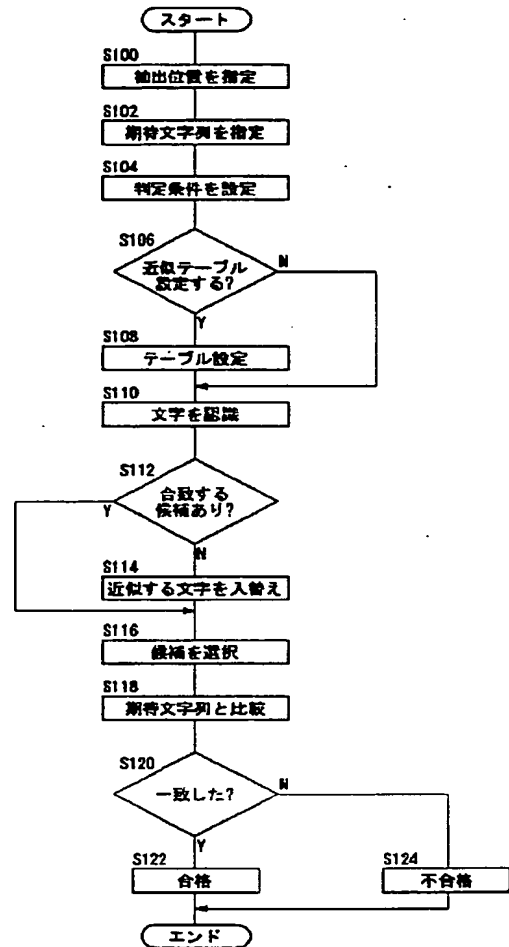 スタート
S100
抽出位置を指定
S102
期待文字列を指定
S104
判定条件を設定
S106
近似テーブル
設定する?
N
Y
S108
テーブル設定
S110
文字を認識
S112
合致する
候補あり?
Y
N
S114
近似する文字を入替え
S116
候補を選択
S118
期待文字列と比較
S120
一致した?
N
Y
S122
合格
S124
不合格
エンド